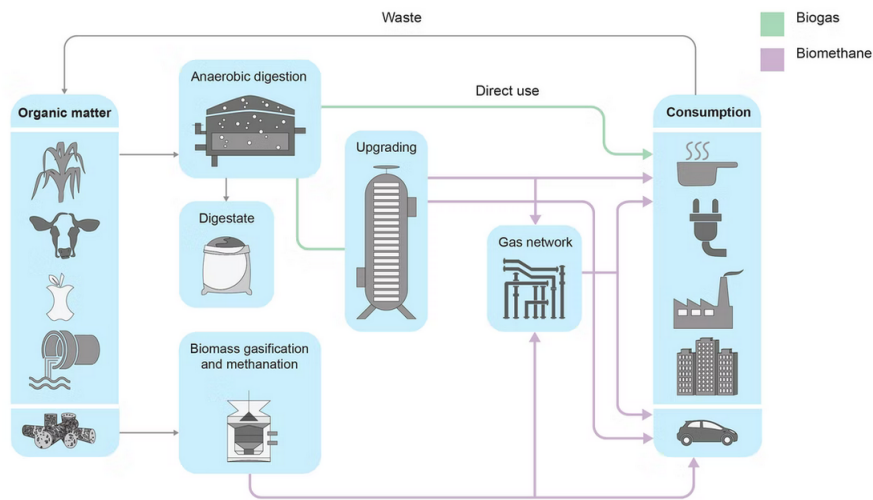 Waste
Biogas
Biomethane
Anaerobic digestion
Direct use
Organic matter
Consumption
Upgrading
Digestate
Gas network
Biomass gasification
and methanation